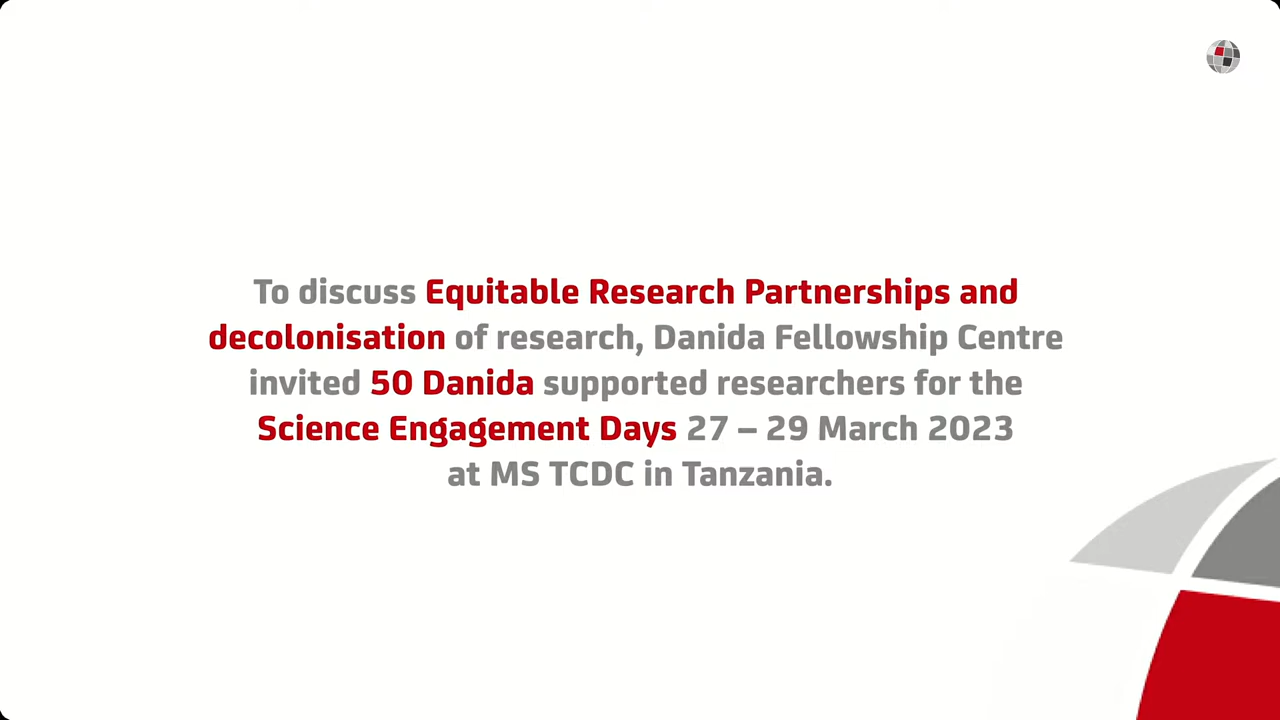 To discuss Equitable Research Partnerships and
decolonisation of research, Danida Fellowship Centre
invited 50 Danida supported researchers for the
Science Engagement Days 27 – 29 March 2023
at MS TCDC in Tanzania.